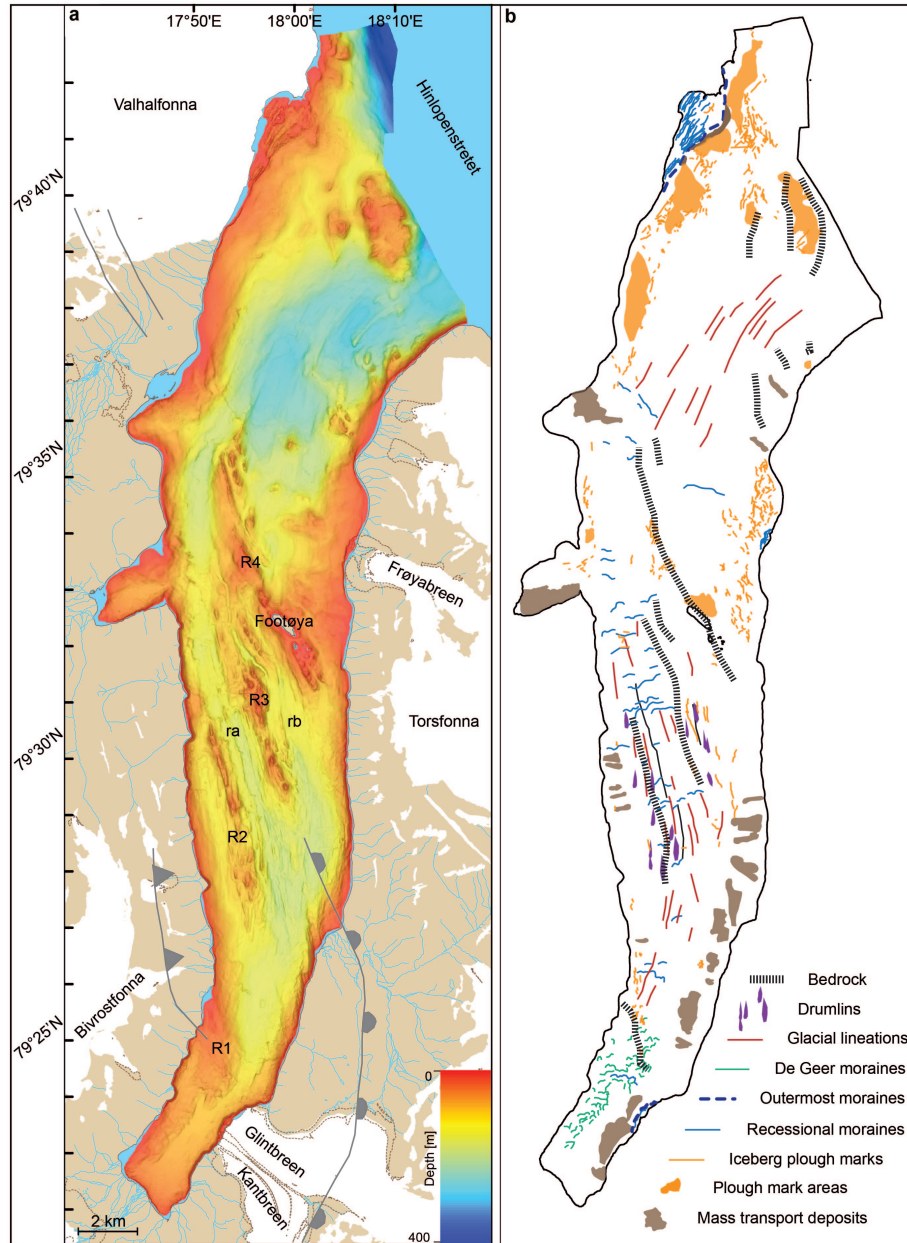 a
17°50'E
18°00'E
18°10'E
Valhalfonna
Hinlopenstretet
79°40'N
79°35'N
R4
Frøyabreen
Footøya
R3
ra
rb
Torsfonna
79°30'N
R2
Bivrostfonna
79°25'N
R1
Glintbreen
Kantbreen
2 km
0
Depth [m]
400
b
Bedrock
Drumlins
Glacial lineations
De Geer moraines
Outermost moraines
Recessional moraines
Iceberg plough marks
Plough mark areas
Mass transport deposits